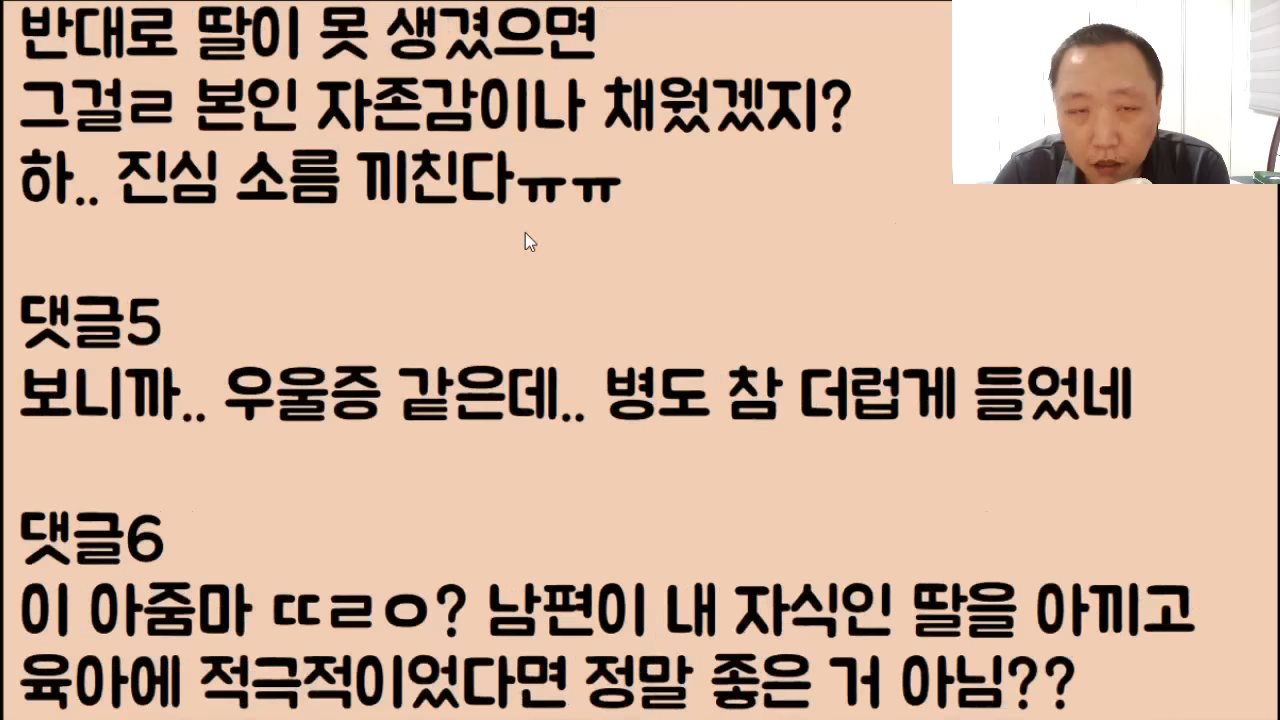 반대로 딸이 못 생겼으면
그걸ㄹ 본인 자존감이나 채웠겠지?
하.. 진심 소름 끼친다ㅠㅠ
댓글5
보니까.. 우울증 같은데.. 병도 참 더럽게 들었네
댓글6
이 아줌마 ㄸㄹㅇ? 남편이 내 자식인 딸을 아끼고
육아에 적극적이었다면 정말 좋은 거 아님??